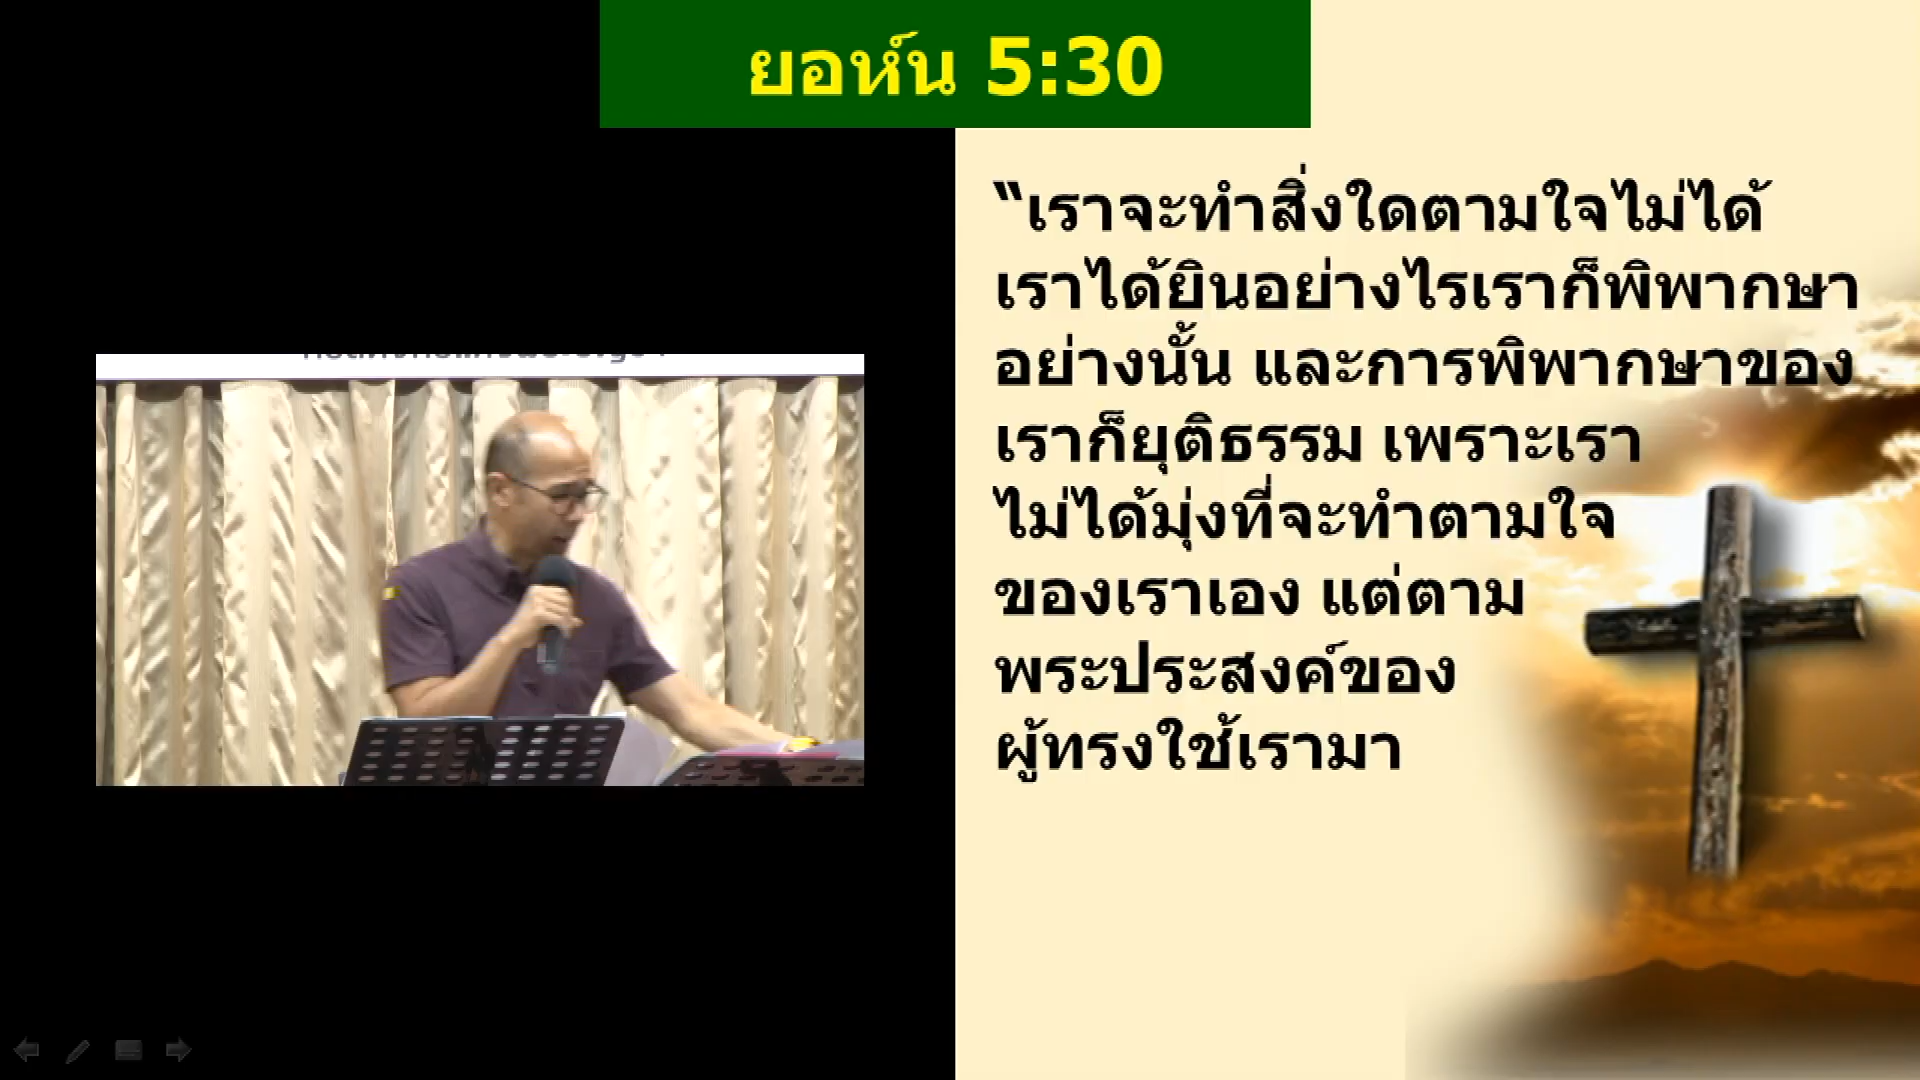 ยอห์น 5:30
“เราจะทำสิ่งใดตามใจไม่ได้
เราได้ยินอย่างไรเราก็พิพากษา
อย่างนั้น และการพิพากษาของ
เราก็ยุติธรรม เพราะเรา
ไม่ได้มุ่งที่จะทำตามใจ
ของเราเอง แต่ตาม
พระประสงค์ของ
ผู้ทรงใช้เรามา